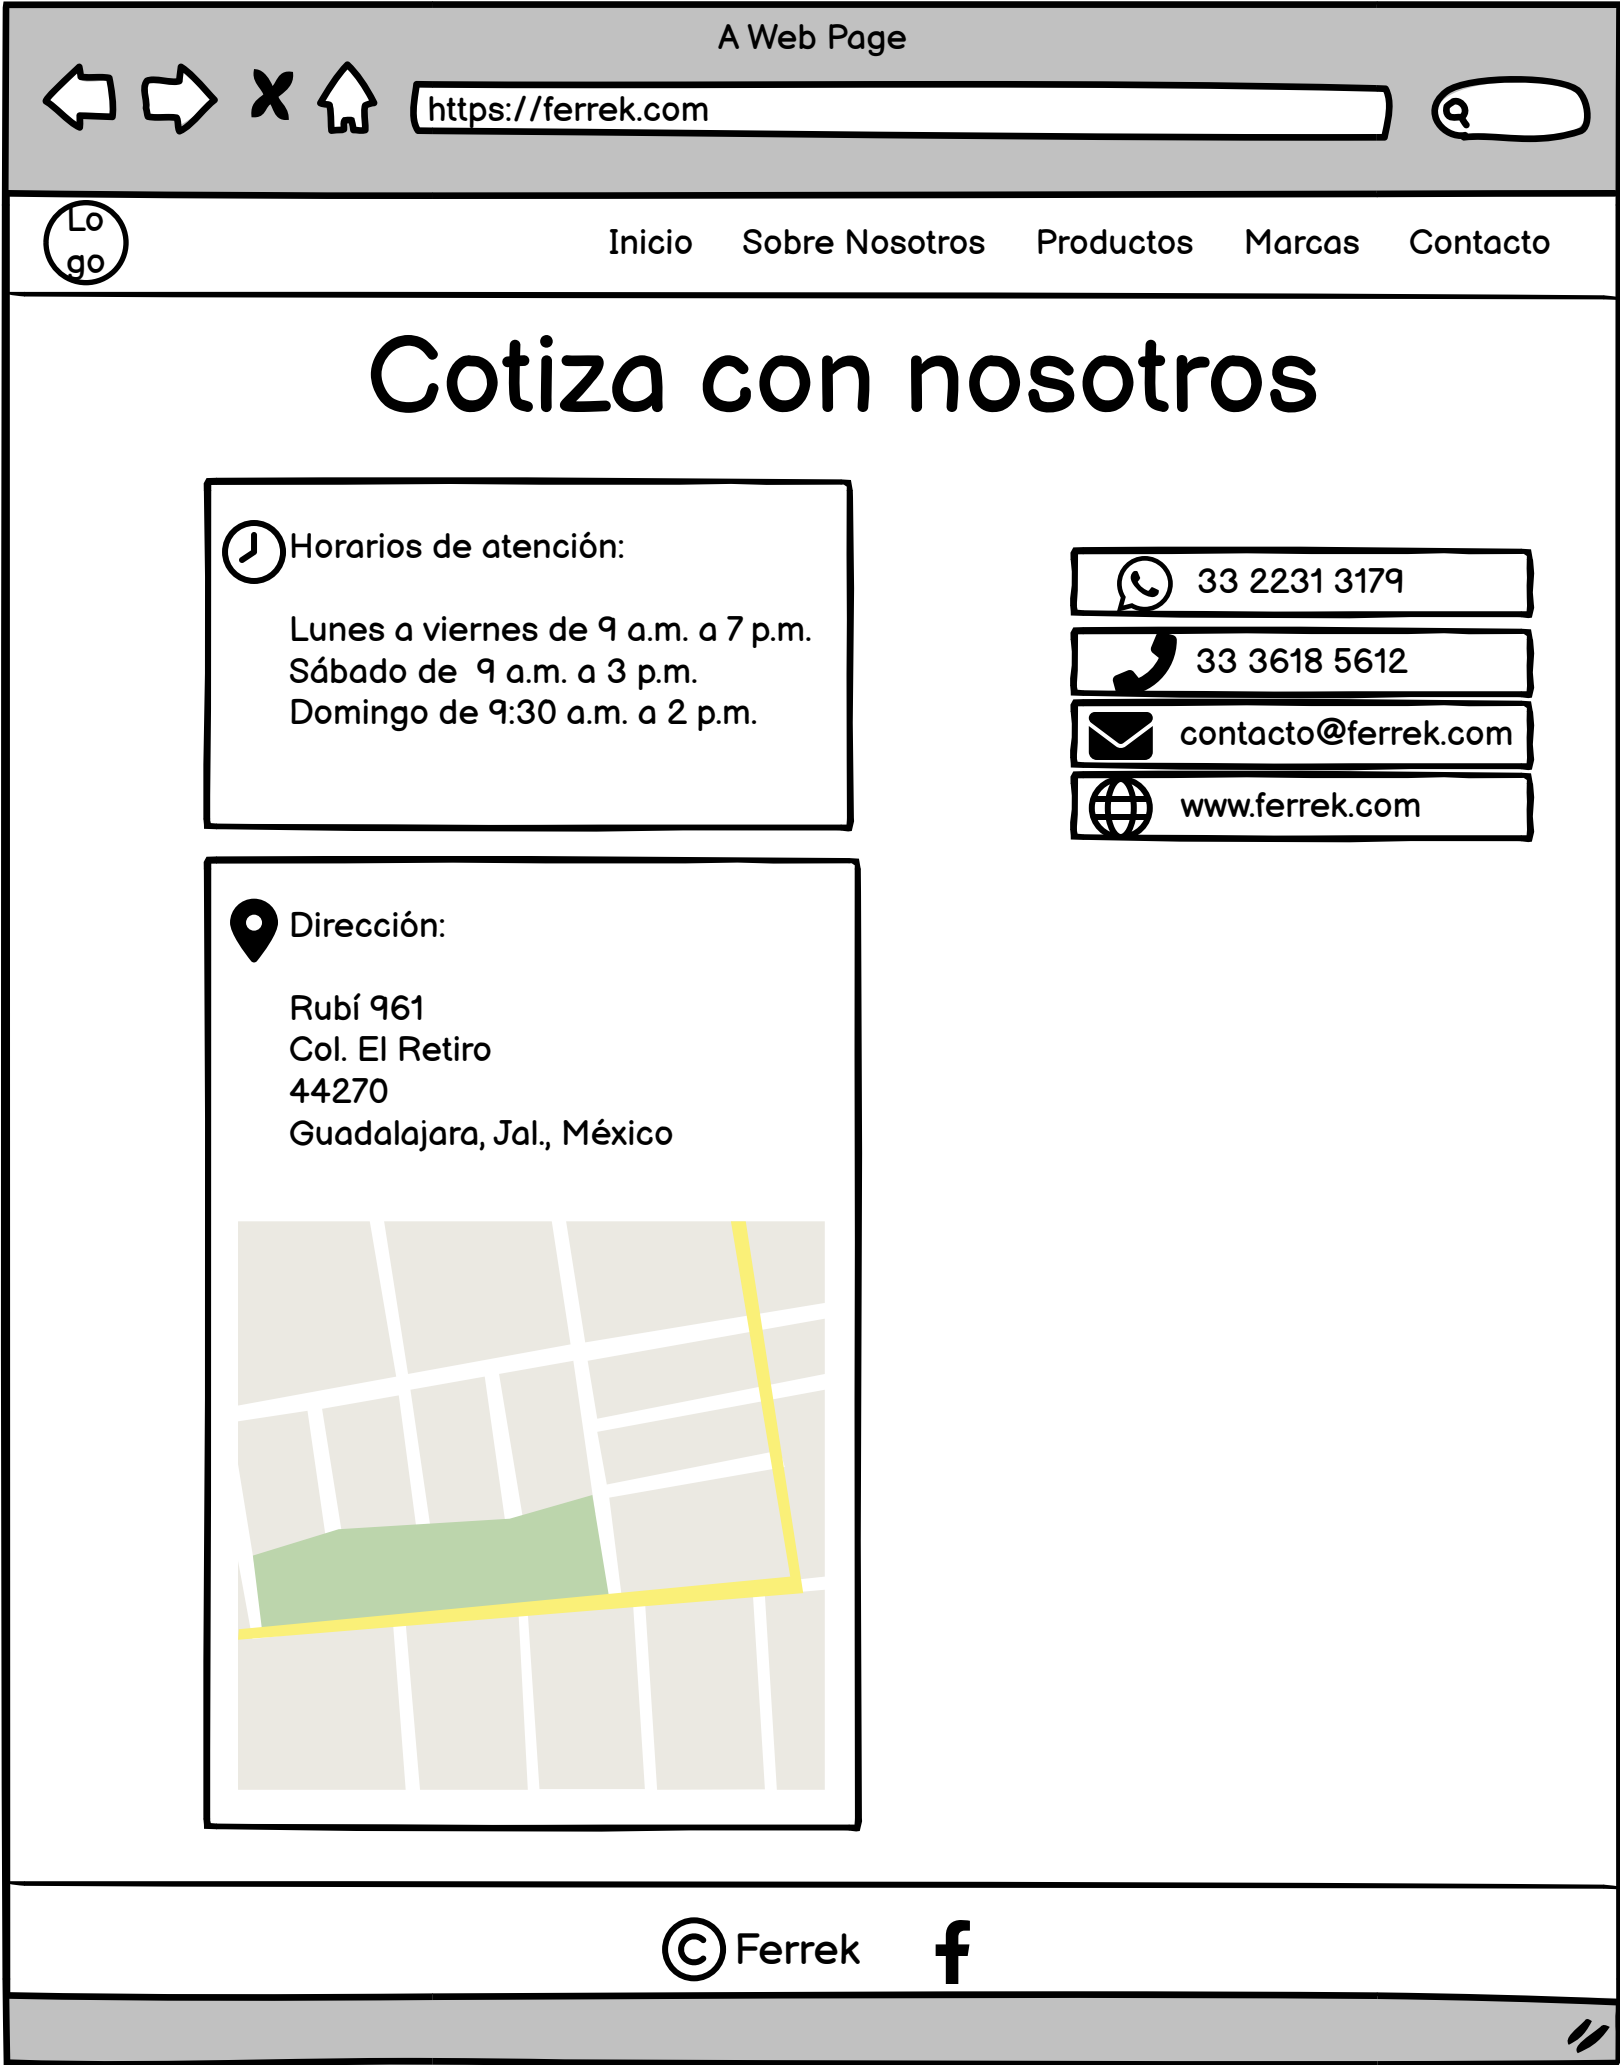 A Web Page
https://ferrek.com
Lo
go
Inicio
Sobre Nosotros
Productos
Marcas
Contacto
Cotiza con nosotros
Horarios de atención:
Lunes a viernes de 9 a.m. a 7 p.m.
Sábado de  9 a.m. a 3 p.m.
Domingo de 9:30 a.m. a 2 p.m.
33 2231 3179
33 3618 5612
contacto@ferrek.com
www.ferrek.com
Dirección:
Rubí 961
Col. El Retiro
44270
Guadalajara, Jal., México
© Ferrek